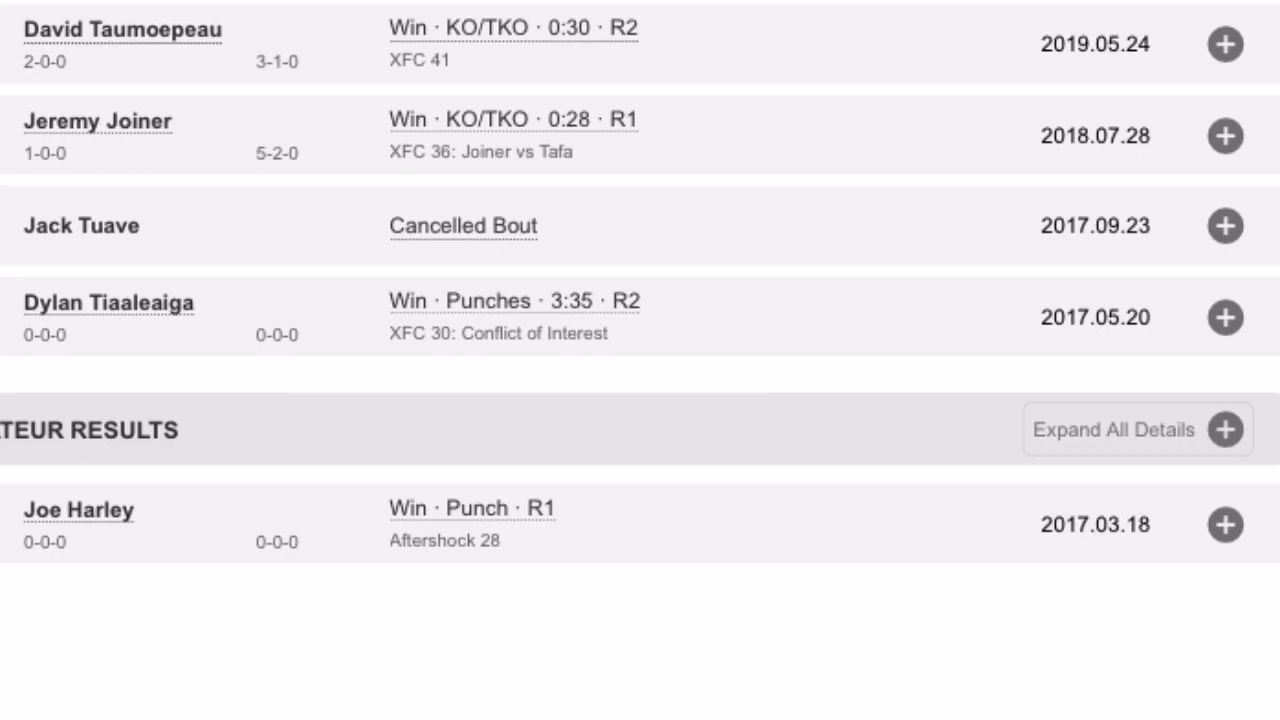 David Taumoepeau
Win · KO/TKO · 0:30 · R2
2019.05.24
2-0-0
3-1-0
XFC 41
Jeremy Joiner
Win · KO/TKO · 0:28 · R1
2018.07.28
1-0-0
5-2-0
XFC 36: Joiner vs Tafa
Jack Tuave
Cancelled Bout
2017.09.23
Dylan Tiaaleaiga
Win · Punches · 3:35 · R2
2017.05.20
0-0-0
0-0-0
XFC 30: Conflict of Interest
TEUR RESULTS
Expand All Details
Joe Harley
Win · Punch · R1
2017.03.18
0-0-0
0-0-0
Aftershock 28